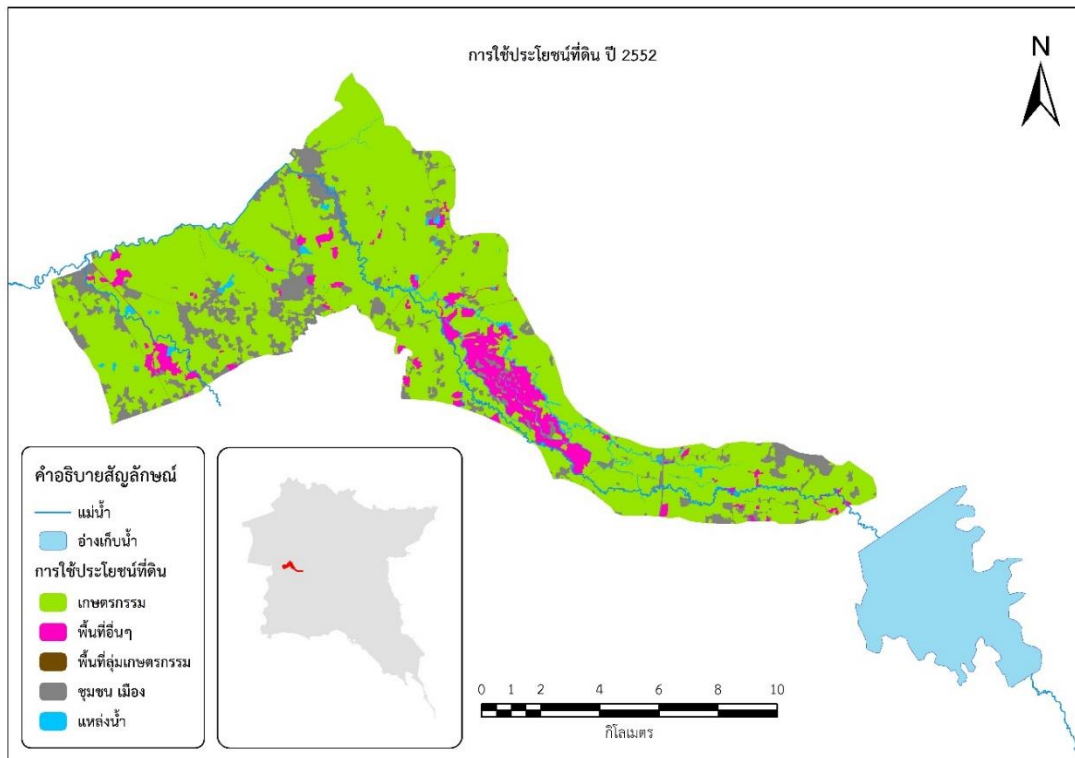 การใช้ประโยชน์ที่ดิน ปี 2552
N
คำอธิบายสัญลักษณ์
แม่น้ำ
อ่างเก็บน้ำ
การใช้ประโยชน์ที่ดิน
เกษตรกรรม
พื้นที่อื่นๆ
พื้นที่ลุ่มเกษตรกรรม
ชุมชน เมือง
แหล่งน้ำ
0 1 2 4 6 8 10
กิโลเมตร